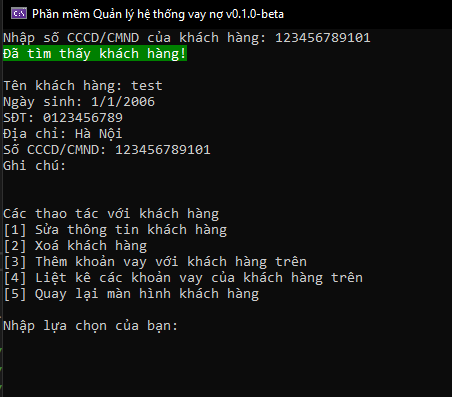 Phần mềm Quản lý hệ thống vay nợ v0.1.0-beta
Nhập số CCCD/CMND của khách hàng: 123456789101
Đã tìm thấy khách hàng!
Tên khách hàng: test
Ngày sinh: 1/1/2006
SĐT: 0123456789
Địa chỉ: Hà Nội
Số CCCD/CMND: 123456789101
Ghi chú:
Các thao tác với khách hàng
[1] Sửa thông tin khách hàng
[2] Xoá khách hàng
[3] Thêm khoản vay với khách hàng trên
[4] Liệt kê các khoản vay của khách hàng trên
[5] Quay lại màn hình khách hàng
Nhập lựa chọn của bạn: